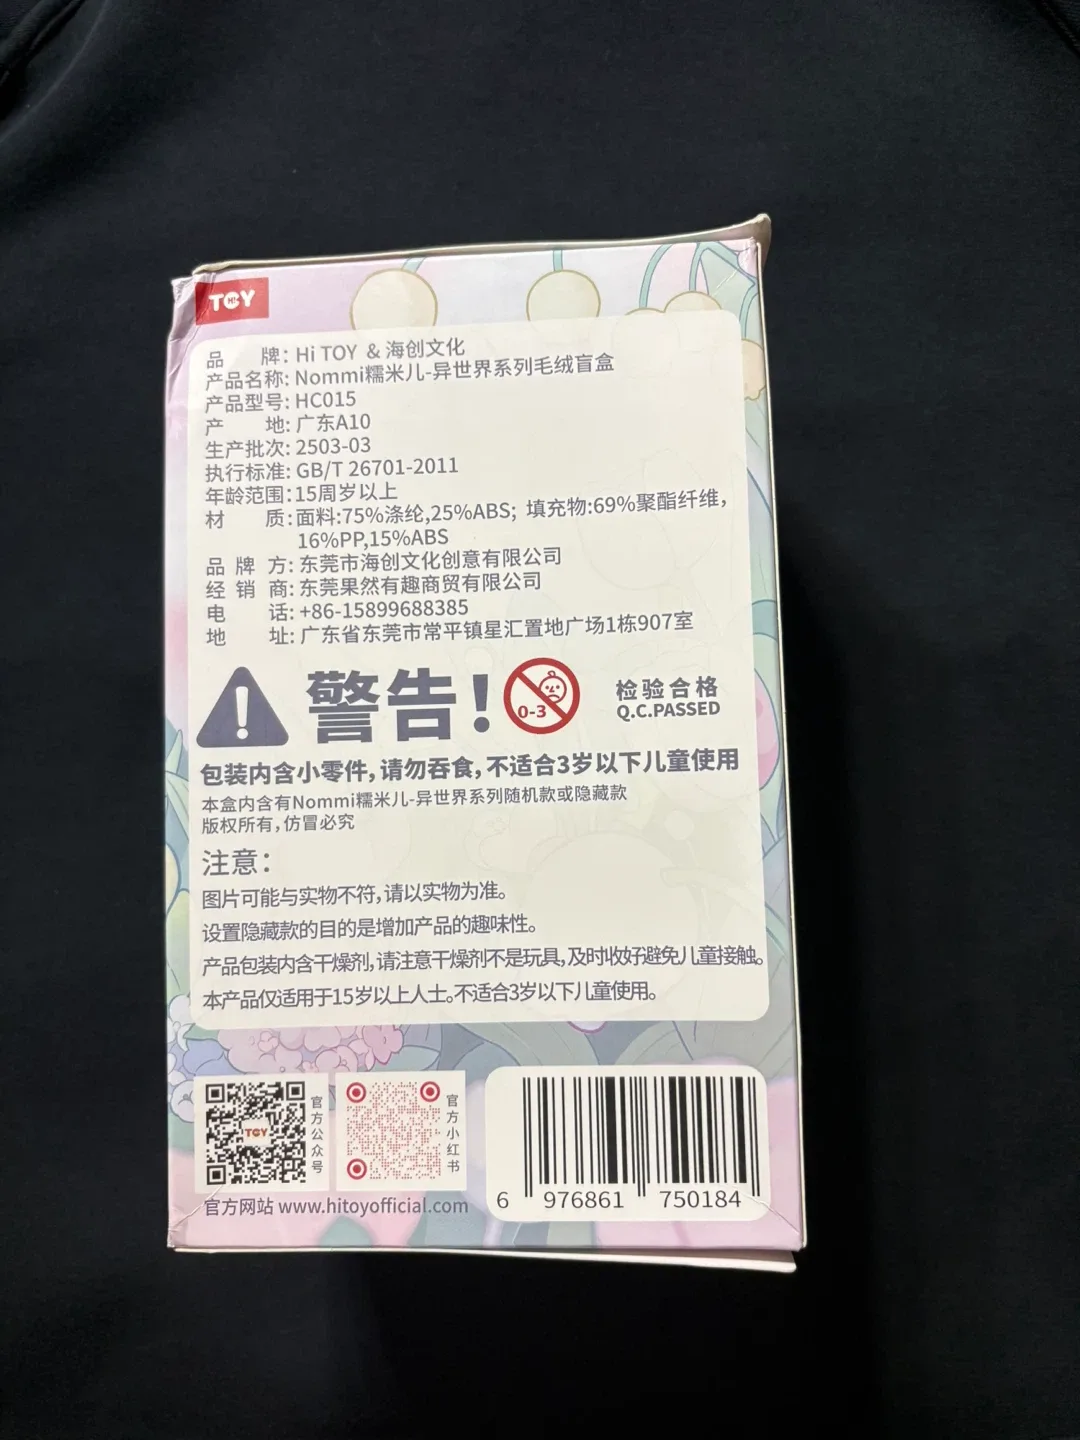 TOY
品 牌: Hi TOY & 海创文化
产品名称: Nommi糯米儿-异世界系列毛绒盲盒
产品型号: HC015
产 地: 广东A10
生产批次: 2503-03
执行标准: GB/T 26701-2011
年龄范围: 15周岁以上
材 质: 面料:75%涤纶,25%ABS; 填充物:69%聚酯纤维,
16%PP,15%ABS
品 牌 方: 东莞市海创文化创意有限公司
经 销 商: 东莞果然有趣商贸有限公司
电 话: +86-15899688385
地 址: 广东省东莞市常平镇星汇置地广场1栋907室
警告!
0-3
检验合格
Q.C.PASSED
包装内含小零件,请勿吞食,不适合3岁以下儿童使用
本盒内含有Nommi糯米儿-异世界系列随机款或隐藏款
版权所有,仿冒必究
注意:
图片可能与实物不符,请以实物为准。
设置隐藏款的目的是增加产品的趣味性。
产品包装内含干燥剂,请注意干燥剂不是玩具,及时收好避免儿童接触。
本产品仅适用于15岁以上人士。不适合3岁以下儿童使用。
TOY
官方公众号
官方小红书
官方网站 www.hitoyofficial.com
6 976861 750184